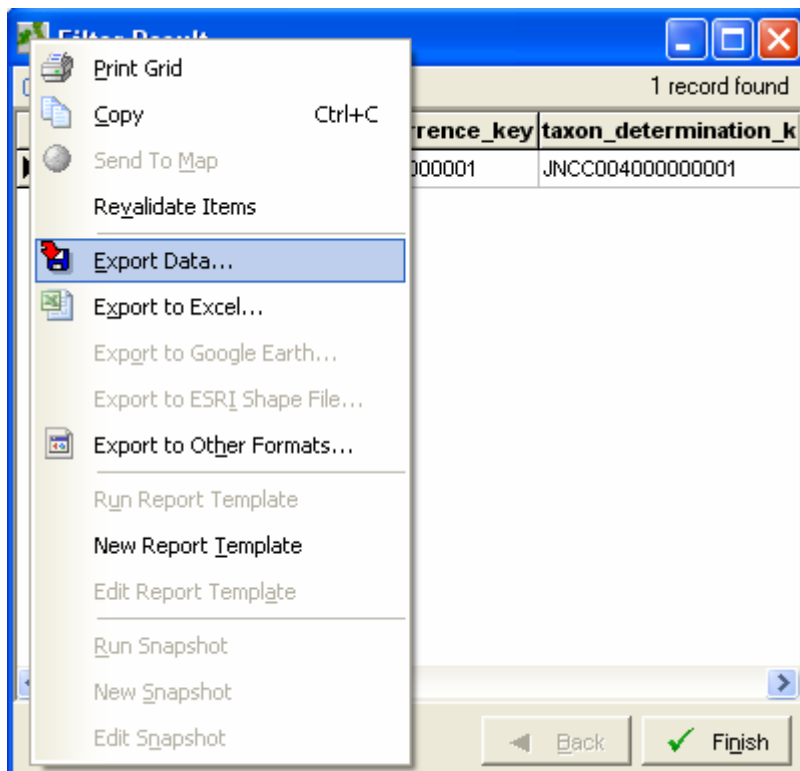 Filter Result
1 record found
rrence_key taxon_determination_k
000001 JNCC004000000001
Print Grid
Copy Ctrl+C
Send To Map
Revalidate Items
Export Data...
Export to Excel...
Export to Google Earth...
Export to ESRI Shape File...
Export to Other Formats...
Run Report Template
New Report Template
Edit Report Template
Run Snapshot
New Snapshot
Edit Snapshot
Back Finish